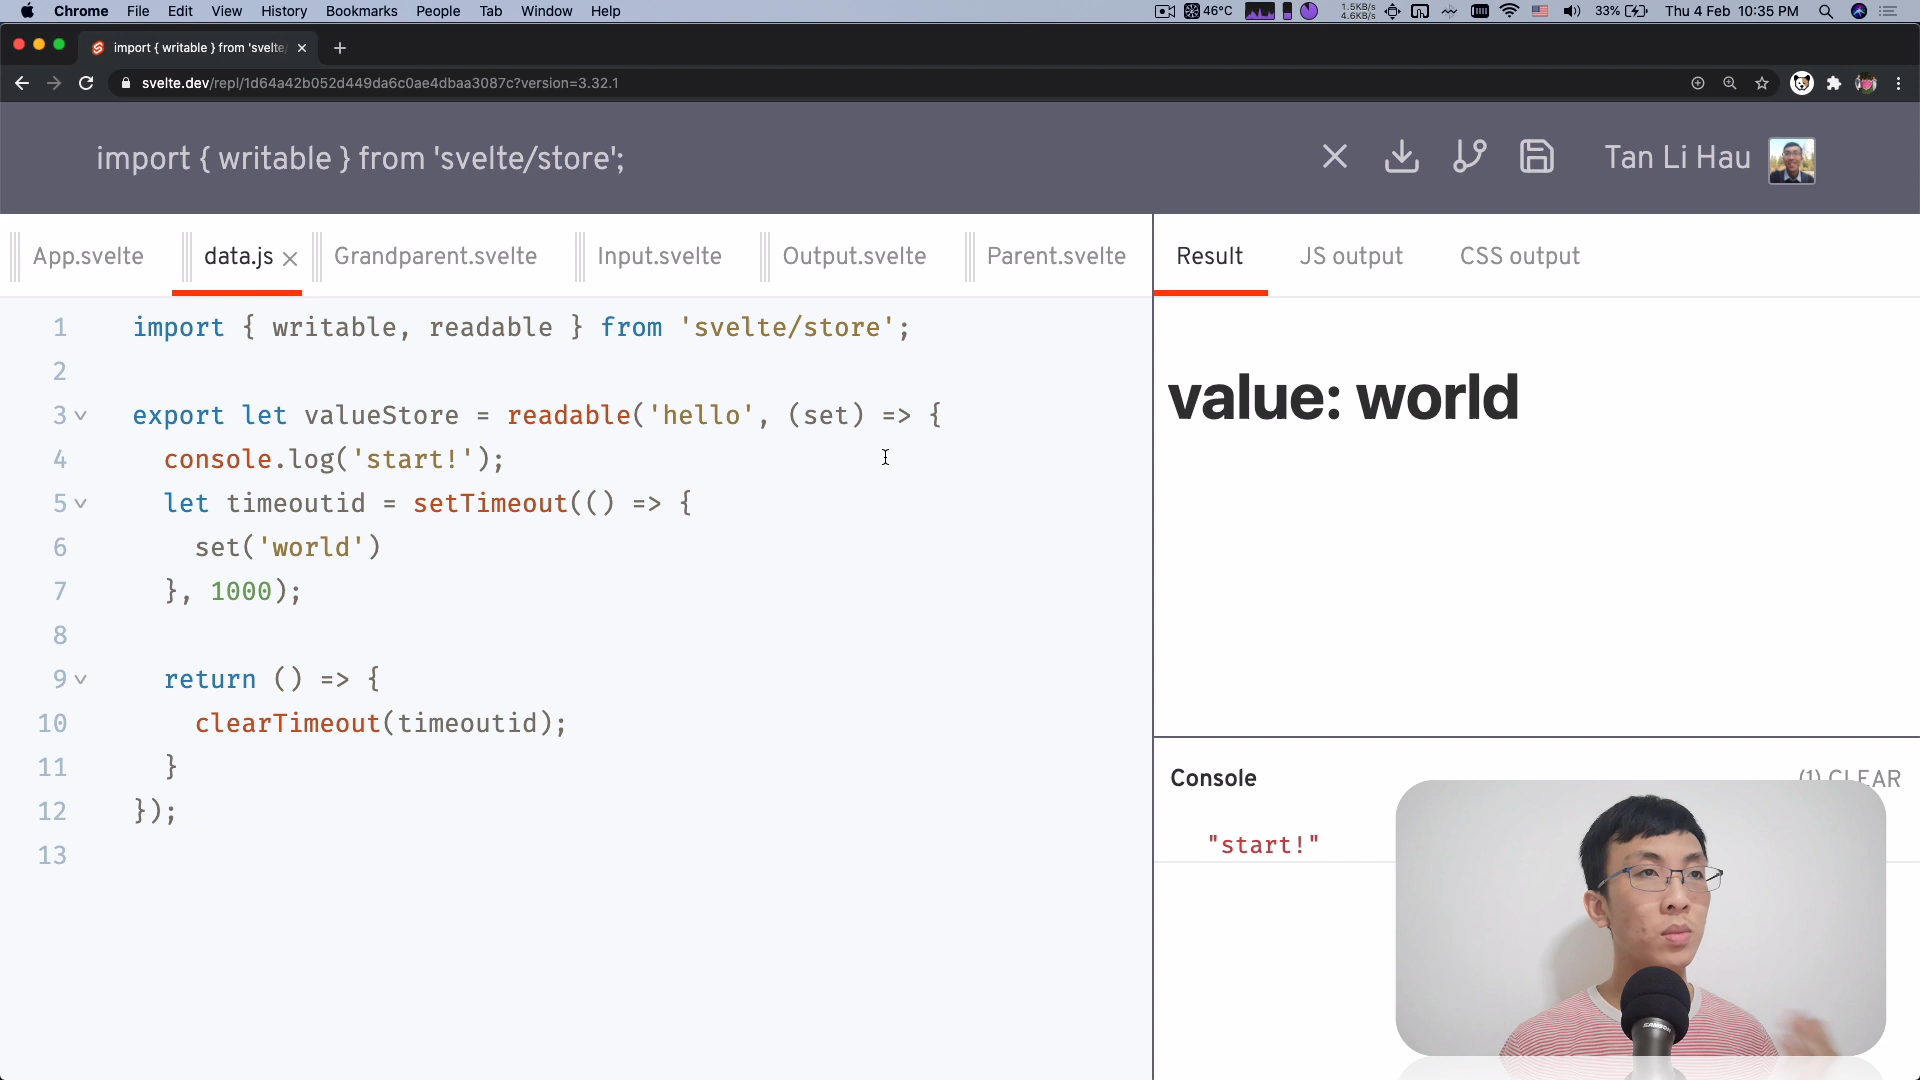 Chrome File Edit View History Bookmarks People Tab Window Help
46°C 1.5KB/s 4.6KB/s 33% Thu 4 Feb 10:35 PM
import { writable } from 'svelte/
svelte.dev/repl/1d64a42b052d449da6c0ae4dbaa3087c?version=3.32.1
import { writable } from 'svelte/store';
Tan Li Hau
App.svelte data.js Grandparent.svelte Input.svelte Output.svelte Parent.svelte
Result JS output CSS output
1 import { writable, readable } from 'svelte/store';
2
3 export let valueStore = readable('hello', (set) => {
4 console.log('start!');
5 let timeoutid = setTimeout(() => {
6 set('world')
7 }, 1000);
8
9 return () => {
10 clearTimeout(timeoutid);
11 }
12 });
13
value: world
Console (1) CLEAR
"start!"
SAMSON